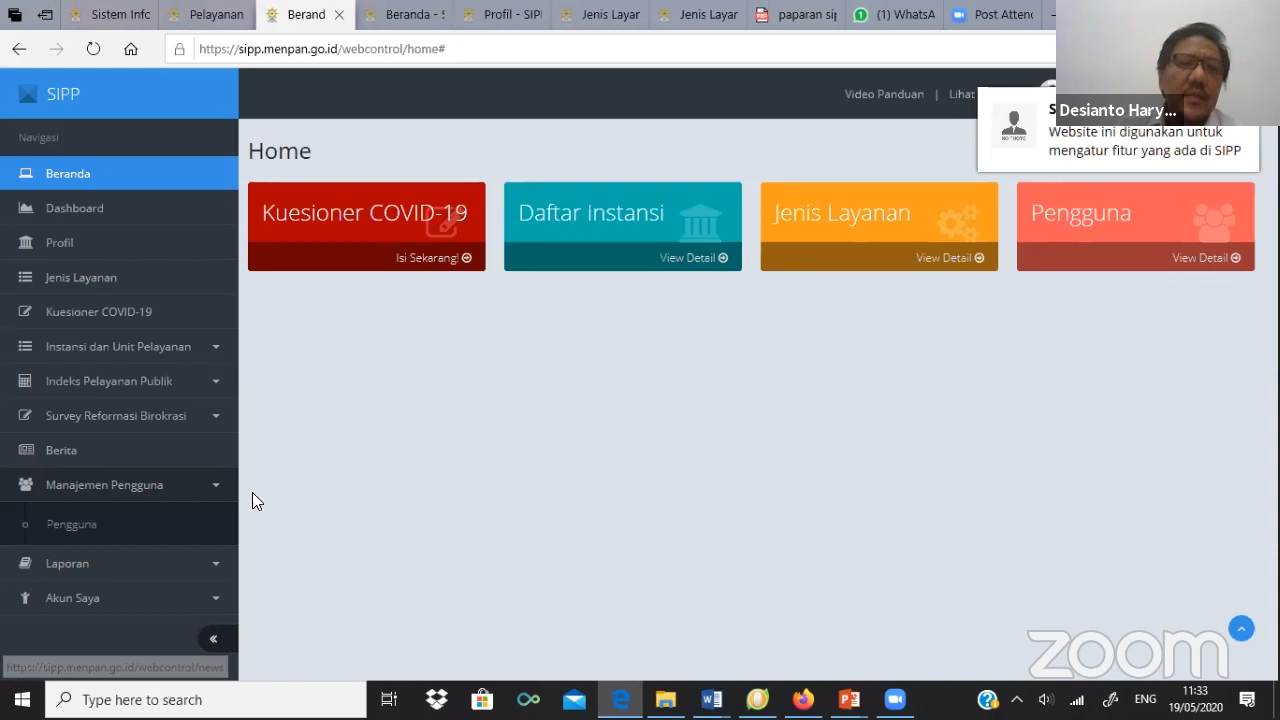 Sistem Info
Pelayanan
Berand
Beranda - S
Profil - SIPI
Jenis Layar
Jenis Layar
paparan sip
(1) WhatsA
Post Attend
https://sipp.menpan.go.id/webcontrol/home#
SIPP
Video Panduan | Lihat
Desianto Hary...
Website ini digunakan untuk
mengatur fitur yang ada di SIPP
Navigasi
Beranda
Dashboard
Profil
Jenis Layanan
Kuesioner COVID-19
Instansi dan Unit Pelayanan
Indeks Pelayanan Publik
Survey Reformasi Birokrasi
Berita
Manajemen Pengguna
Pengguna
Laporan
Akun Saya
https://sipp.menpan.go.id/webcontrol/news
Home
Kuesioner COVID-19
Isi Sekarang!
Daftar Instansi
View Detail
Jenis Layanan
View Detail
Pengguna
View Detail
zoom
Type here to search
ENG
11:33
19/05/2020